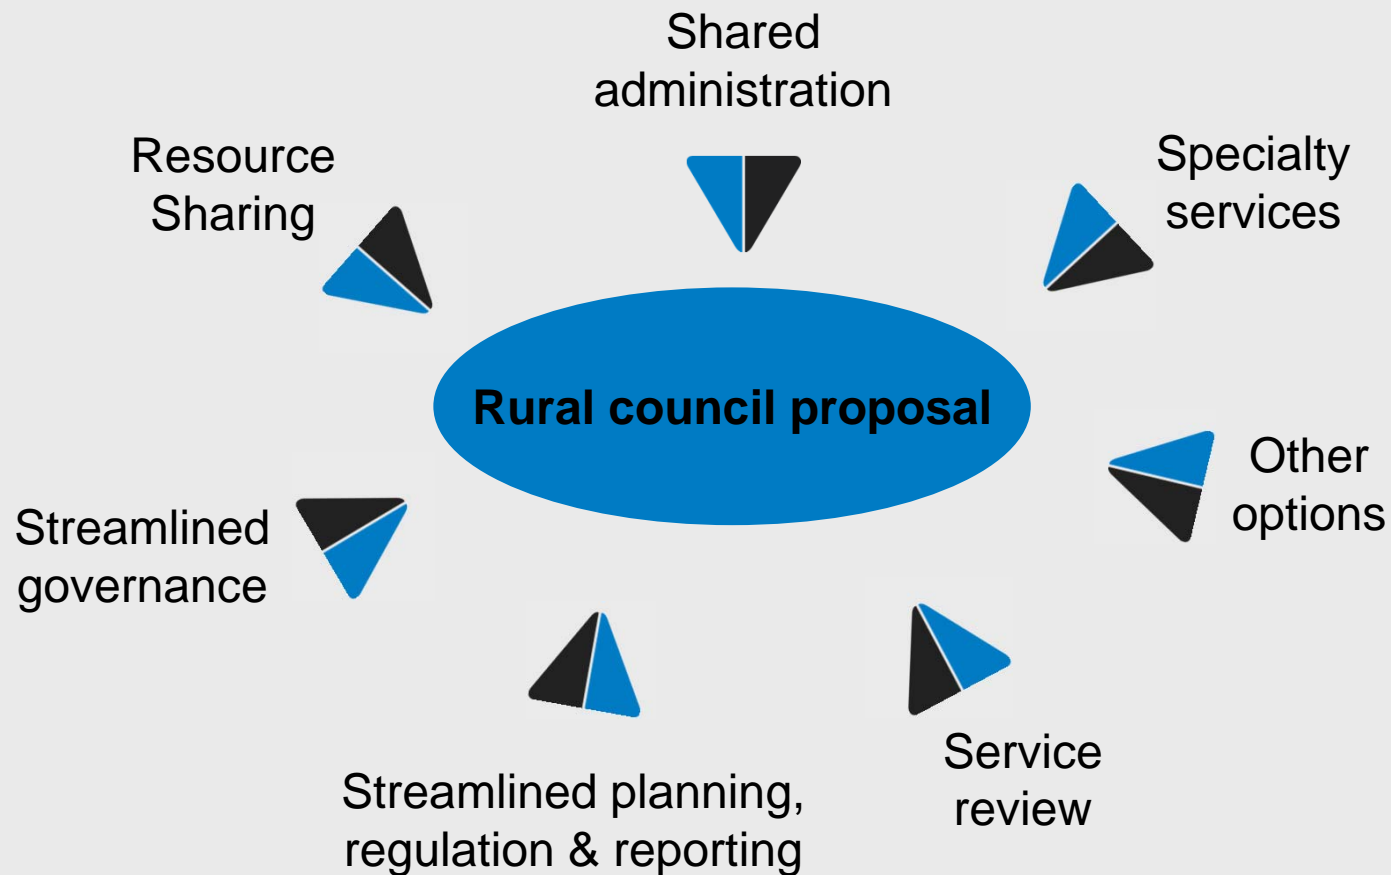 Shared
administration
Resource
Sharing
Specialty
services
Rural council proposal
Other
options
Streamlined
governance
Service
review
Streamlined planning,
regulation & reporting